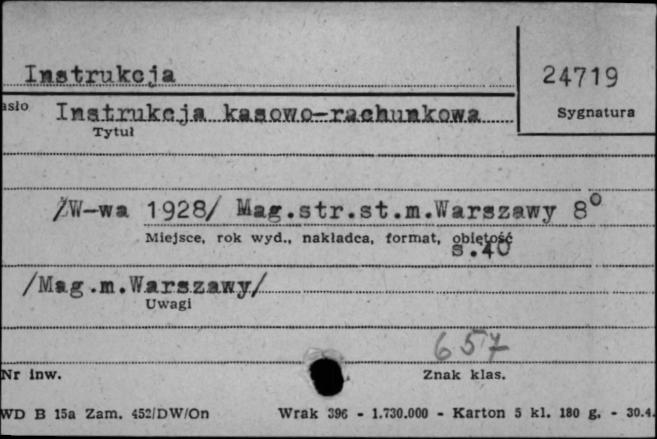 Instrukcja
24719
asło Instrukcja kasowo-rachunkowa
Sygnatura
Tytuł
/W-wa 1928/ Mag.str.st.m.Warszawy 8°
Miejsce, rok wyd., nakładca, format, objętość
s.40
/Mag.m.Warszawy/
Uwagi
657
Nr inw.
Znak klas.
WD B 15a Zam. 452/DW/On Wrak 396 - 1.730.000 - Karton 5 kl. 180 g. - 30.4.